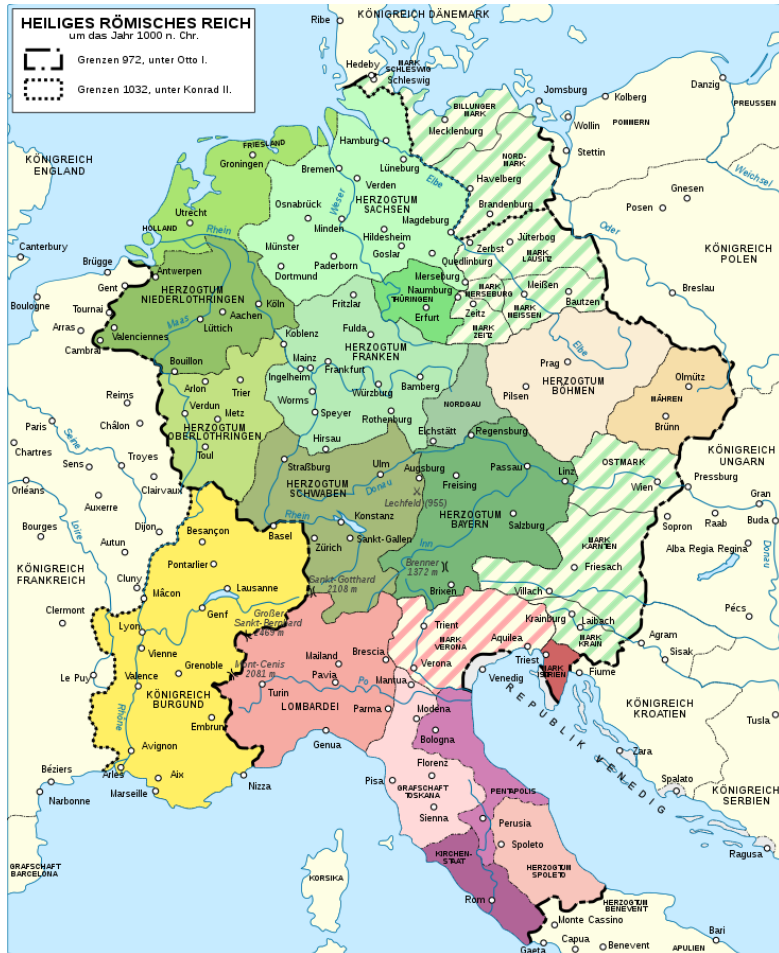 HEILIGES RÖMISCHES REICH
um das Jahr 1000 n. Chr.
Grenzen 972, unter Otto I.
Grenzen 1032, unter Konrad II.
Ribe
KÖNIGREICH DÄNEMARK
Hedeby
MARK
SCHLESWIG
Schleswig
BILLUNGER
MARK
Mecklenburg
Jomsburg
Kolberg
Danzig
PREUSSEN
Wollin
POMMERN
Stettin
FRIESLAND
Groningen
Hamburg
Lüneburg
Bremen
Verden
Elbe
NORD-
MARK
Havelberg
Brandenburg
Weichsel
Gnesen
Posen
KÖNIGREICH
ENGLAND
HERZOGTUM
SACHSEN
Weser
Osnabrück
Minden
Magdeburg
Utrecht
HOLLAND
Rhein
Münster
Hildesheim
Goslar
Quedlinburg
Zerbst
Jüterbog
MARK
LAUSITZ
Oder
KÖNIGREICH
POLEN
Canterbury
Brügge
Gent
Antwerpen
HERZOGTUM
NIEDERLOTHRINGEN
Dortmund
Paderborn
Merseburg
Naumburg
THÜRINGEN
Erfurt
MARK
MERSEBURG
Zeitz
MARK
ZEITZ
Meißen
MARK
MEISSEN
Bautzen
Breslau
Boulogne
Tournai
Arras
Cambrai
Valenciennes
Maas
Lüttich
Aachen
Köln
Fritzlar
Fulda
Koblenz
HERZOGTUM
FRANKEN
Elbe
Bouillon
Mainz
Frankfurt
Ingelheim
Prag
HERZOGTUM
BÖHMEN
Pilsen
Olmütz
MÄHREN
Brünn
Arlon
Trier
Worms
Würzburg
Bamberg
Reims
Verdun
Metz
Speyer
Rothenburg
NORDGAU
HERZOGTUM
OBERLOTHRINGEN
Paris
Seine
Châlon
Toul
Hirsau
Eichstätt
Regensburg
Chartres
Troyes
Sens
Straßburg
Ulm
Augsburg
Passau
Linz
OSTMARK
Wien
KÖNIGREICH
UNGARN
Pressburg
Orléans
Clairvaux
HERZOGTUM
SCHWABEN
Donau
Lechfeld (955)
Freising
HERZOGTUM
BAYERN
Salzburg
Gran
Auxerre
Loire
Bourges
Dijon
Besançon
Basel
Rhein
Konstanz
Zürich
Sankt-Gallen
Inn
Sopron
Raab
Buda
Autun
Pontarlier
MARK
KÄRNTEN
Friesach
Alba Regia Regina
Donau
KÖNIGREICH
FRANKREICH
Cluny
Mâcon
Lausanne
Genf
Sankt-Gotthard
2108 m
Brenner
1372 m
Brixen
Villach
Clermont
Lyon
Großer
Sankt-Bernhard
2469 m
Trient
MARK
VERONA
Krainburg
Laibach
MARK
KRAIN
Agram
Sisak
Pécs
Vienne
Grenoble
Mont-Cenis
2081 m
Mailand
Brescia
Aquilea
Triest
Le Puy
Valence
Turin
Pavia
Po
Verona
Mantua
Venedig
MARK
ISTRIEN
Fiume
KÖNIGREICH
BURGUND
Embrun
LOMBARDEI
Parma
Modena
REPUBLIK VENEDIG
KÖNIGREICH
KROATIEN
Tusla
Rhône
Genua
Bologna
Avignon
Béziers
Arles
Aix
Nizza
Florenz
Zara
Narbonne
Marseille
Pisa
GRAFSCHAFT
TOSKANA
PENTAPOLIS
Spalato
KÖNIGREICH
SERBIEN
Sienna
Perusia
Ragusa
GRAFSCHAFT
BARCELONA
KORSIKA
KIRCHEN-
STAAT
Spoleto
HERZOGTUM
SPOLETO
Rom
HERZOGTUM
BENEVENT
Monte Cassino
Gaeta
Capua
Benevent
Bari
APULIEN